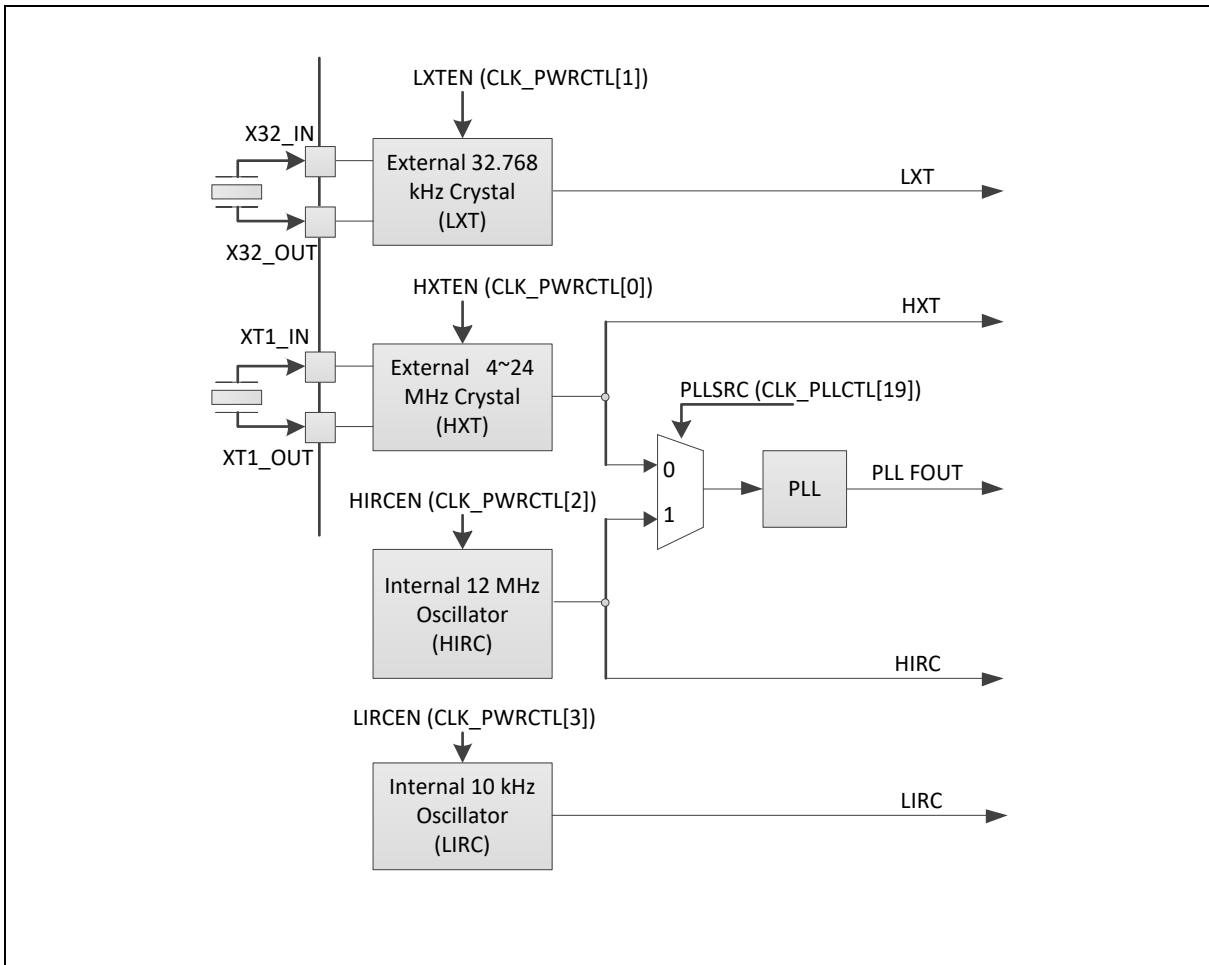 LXTEN (CLK_PWRCTL[1])
X32_IN
External 32.768
kHz Crystal
(LXT)
LXT
X32_OUT
HXTEN (CLK_PWRCTL[0])
HXT
XT1_IN
External 4~24
MHz Crystal
(HXT)
PLLSRC (CLK_PLLCTL[19])
XT1_OUT
0
PLL
PLL FOUT
HIRCEN (CLK_PWRCTL[2])
1
Internal 12 MHz
Oscillator
(HIRC)
HIRC
LIRCEN (CLK_PWRCTL[3])
Internal 10 kHz
Oscillator
(LIRC)
LIRC